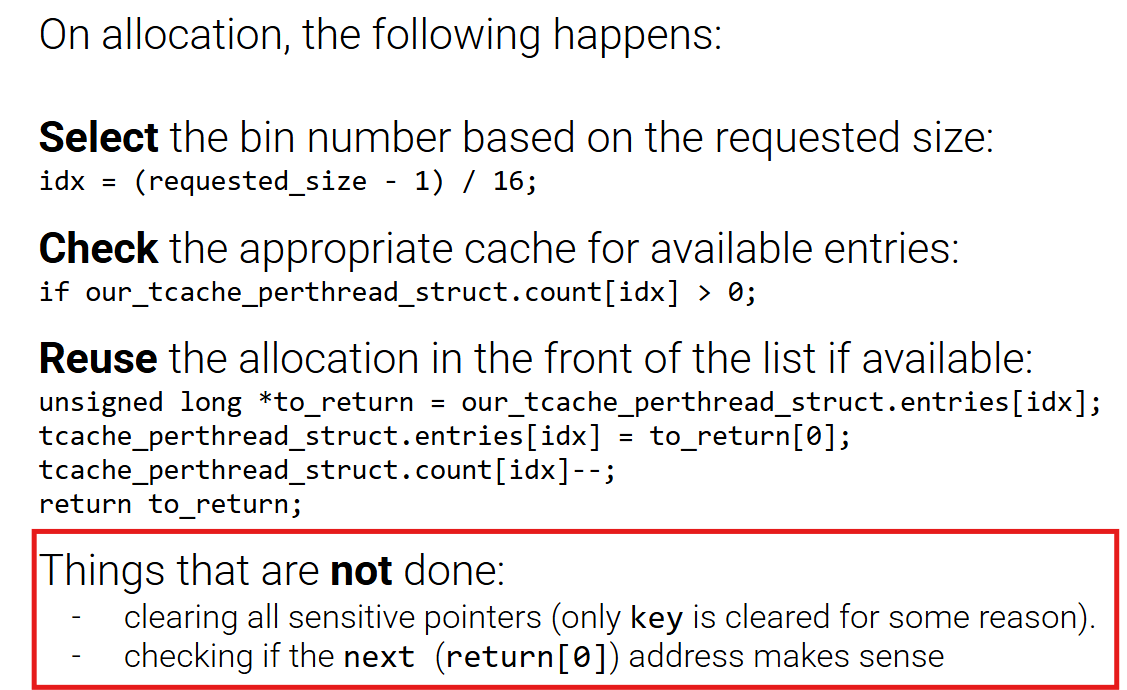 On allocation, the following happens:
Select the bin number based on the requested size:
idx = (requested_size - 1) / 16;
Check the appropriate cache for available entries:
if our_tcache_perthread_struct.count[idx] > 0;
Reuse the allocation in the front of the list if available:
unsigned long *to_return = our_tcache_perthread_struct.entries[idx];
tcache_perthread_struct.entries[idx] = to_return[0];
tcache_perthread_struct.count[idx]--;
return to_return;
Things that are not done:
- clearing all sensitive pointers (only key is cleared for some reason).
- checking if the next (return[0]) address makes sense